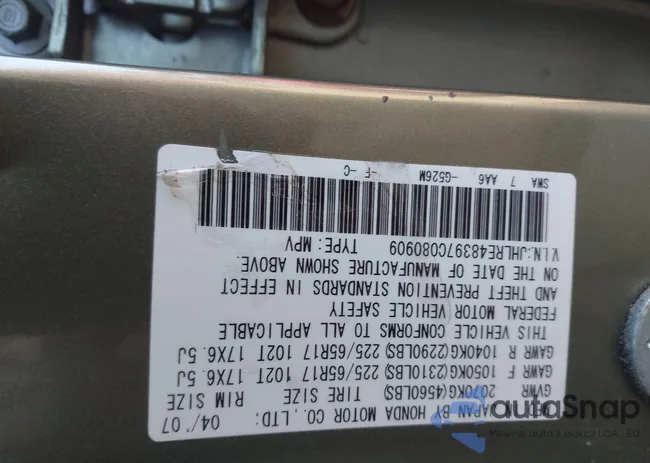 MFD. BY HONDA MOTOR CO., LTD. 04/'07
GVWR 2070KG(4560LBS) TIRE SIZE RIM SIZE
GAWR F 1050KG(2310LBS) 225/65R17 102T 17X6.5J
GAWR R 1040KG(2290LBS) 225/65R17 102T 17X6.5J
THIS VEHICLE CONFORMS TO ALL APPLICABLE
FEDERAL MOTOR VEHICLE SAFETY
AND THEFT PREVENTION STANDARDS IN EFFECT
ON THE DATE OF MANUFACTURE SHOWN ABOVE.
V.I.N:JHLRE48397C080909 TYPE:MPV
SWA 7 AA6 -G526M -F -C
autoSnap